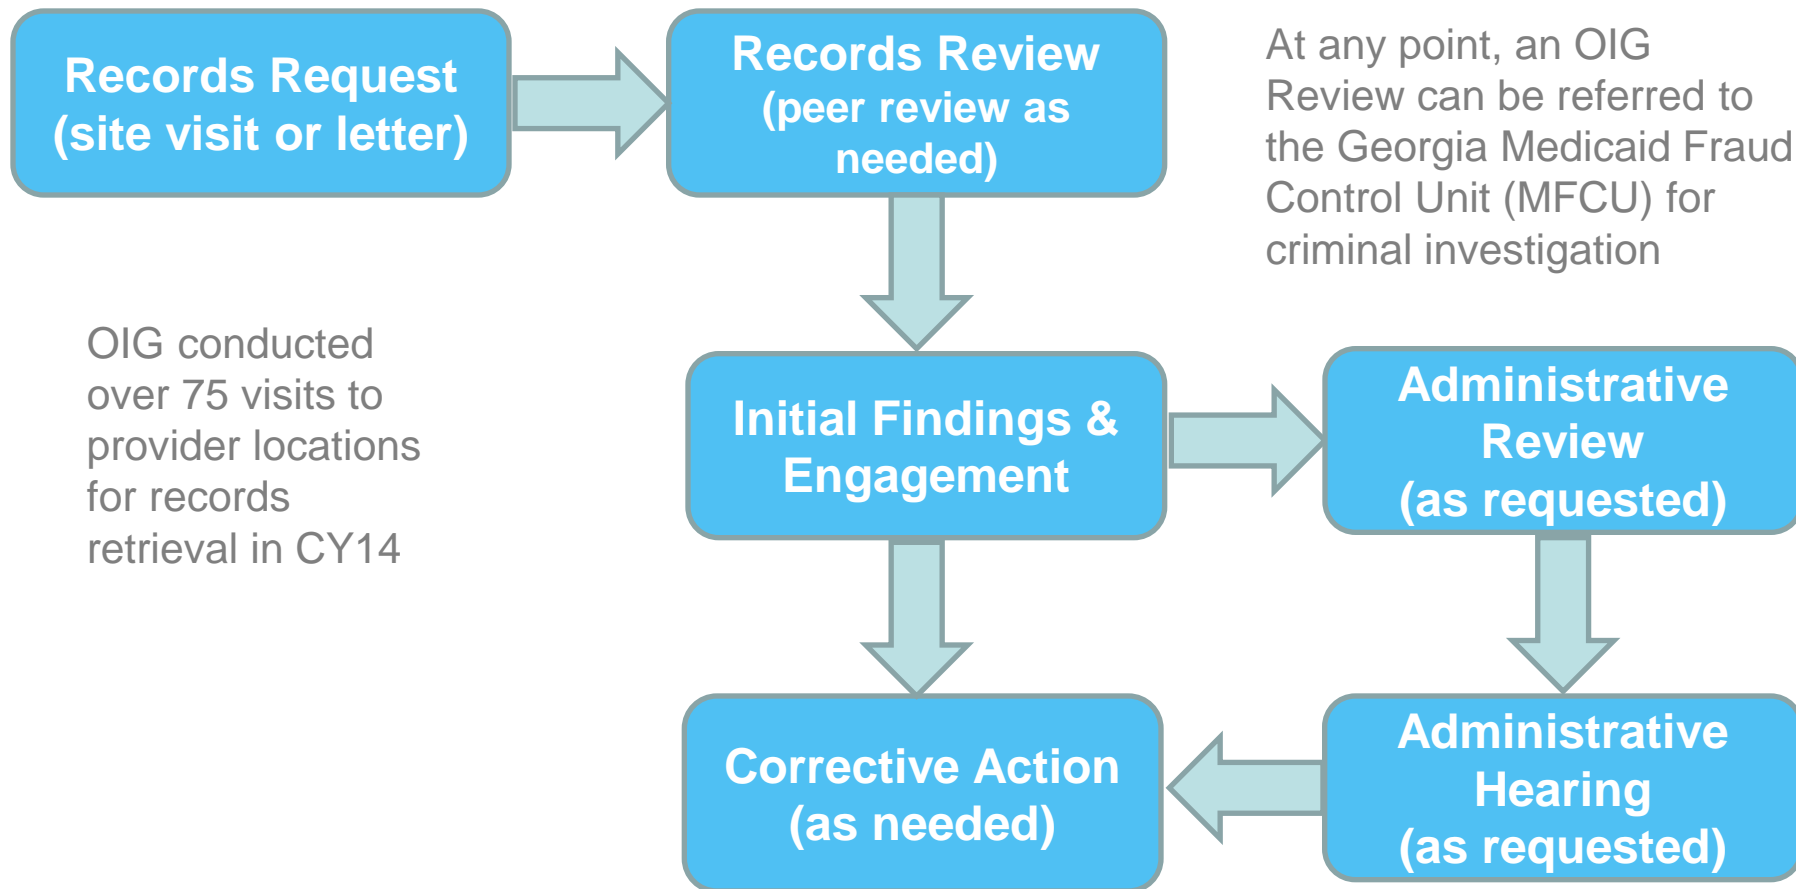 Records Request
(site visit or letter)
Records Review
(peer review as
needed)
At any point, an OIG
Review can be referred to
the Georgia Medicaid Fraud
Control Unit (MFCU) for
criminal investigation
OIG conducted
over 75 visits to
provider locations
for records
retrieval in CY14
Initial Findings &
Engagement
Administrative
Review
(as requested)
Corrective Action
(as needed)
Administrative
Hearing
(as requested)